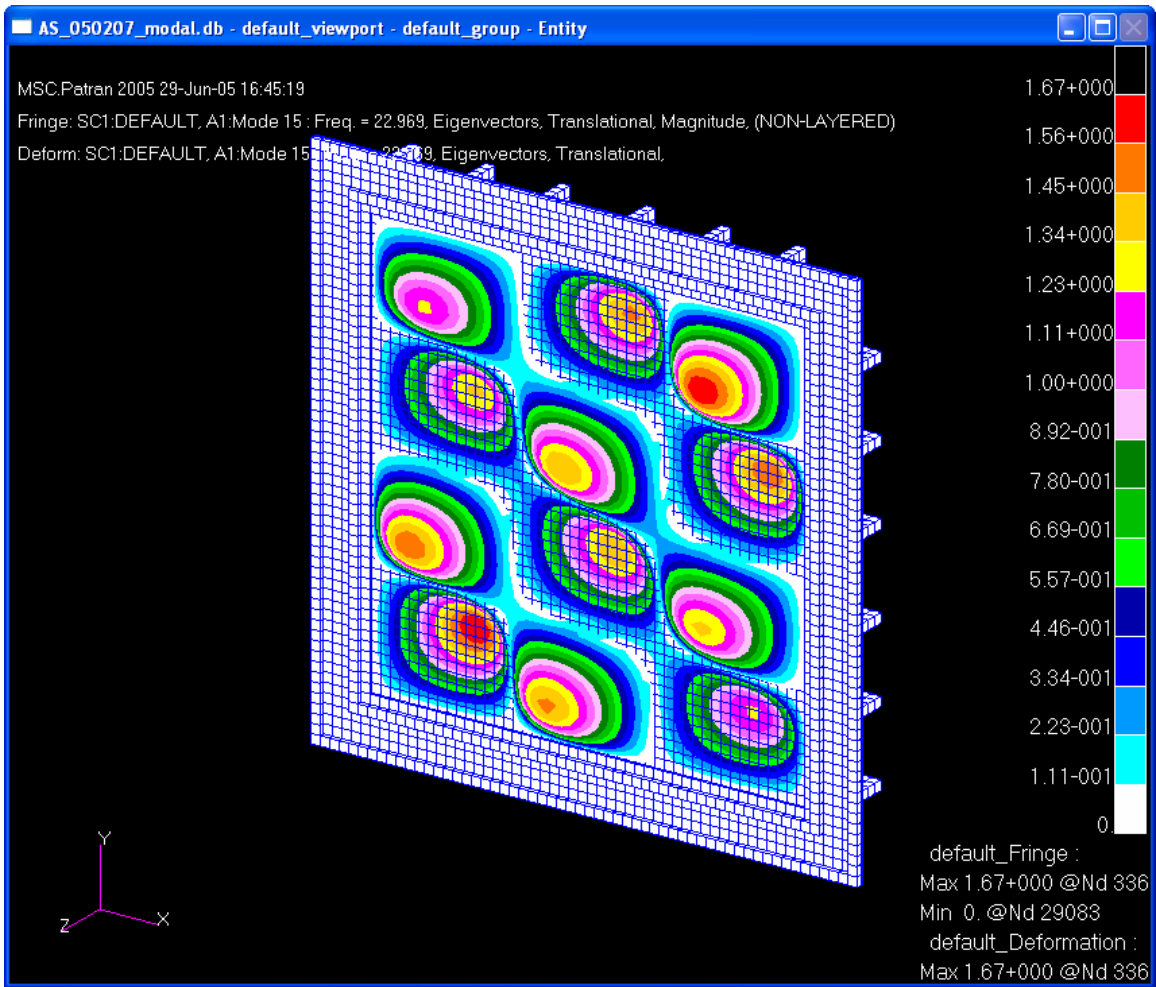 AS_050207_modal.db - default_viewport - default_group - Entity
MSC.Patran 2005 29-Jun-05 16:45:19
Fringe: SC1:DEFAULT, A1:Mode 15 : Freq. = 22.969, Eigenvectors, Translational, Magnitude, (NON-LAYERED)
Deform: SC1:DEFAULT, A1:Mode 15 69, Eigenvectors, Translational,
1.67+000
1.56+000
1.45+000
1.34+000
1.23+000
1.11+000
1.00+000
8.92-001
7.80-001
6.69-001
5.57-001
4.46-001
3.34-001
2.23-001
1.11-001
0.
default_Fringe :
Max 1.67+000 @Nd 336
Min 0. @Nd 29083
default_Deformation :
Max 1.67+000 @Nd 336
Y
Z
X